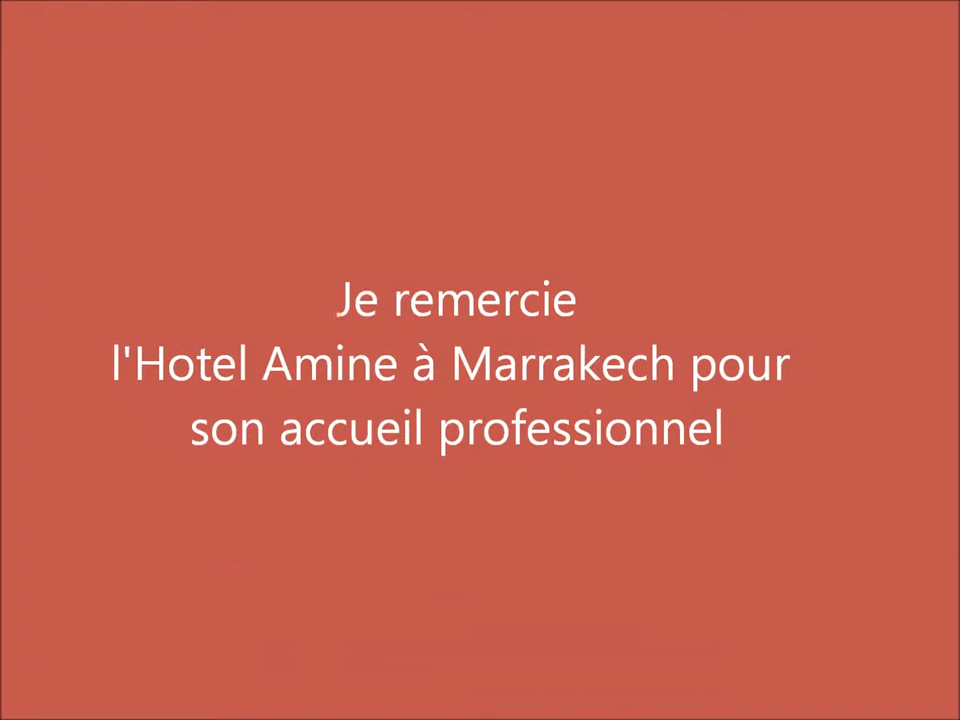 Je remercie
l'Hotel Amine à Marrakech pour
son accueil professionnel